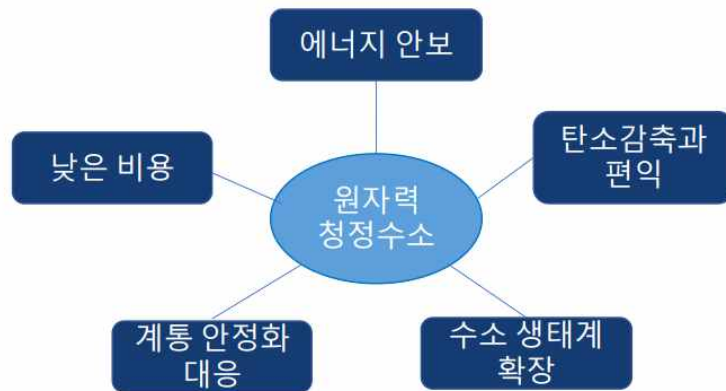 에너지 안보
낮은 비용
탄소감축과
편익
원자력
청정수소
계통 안정화
대응
수소 생태계
확장